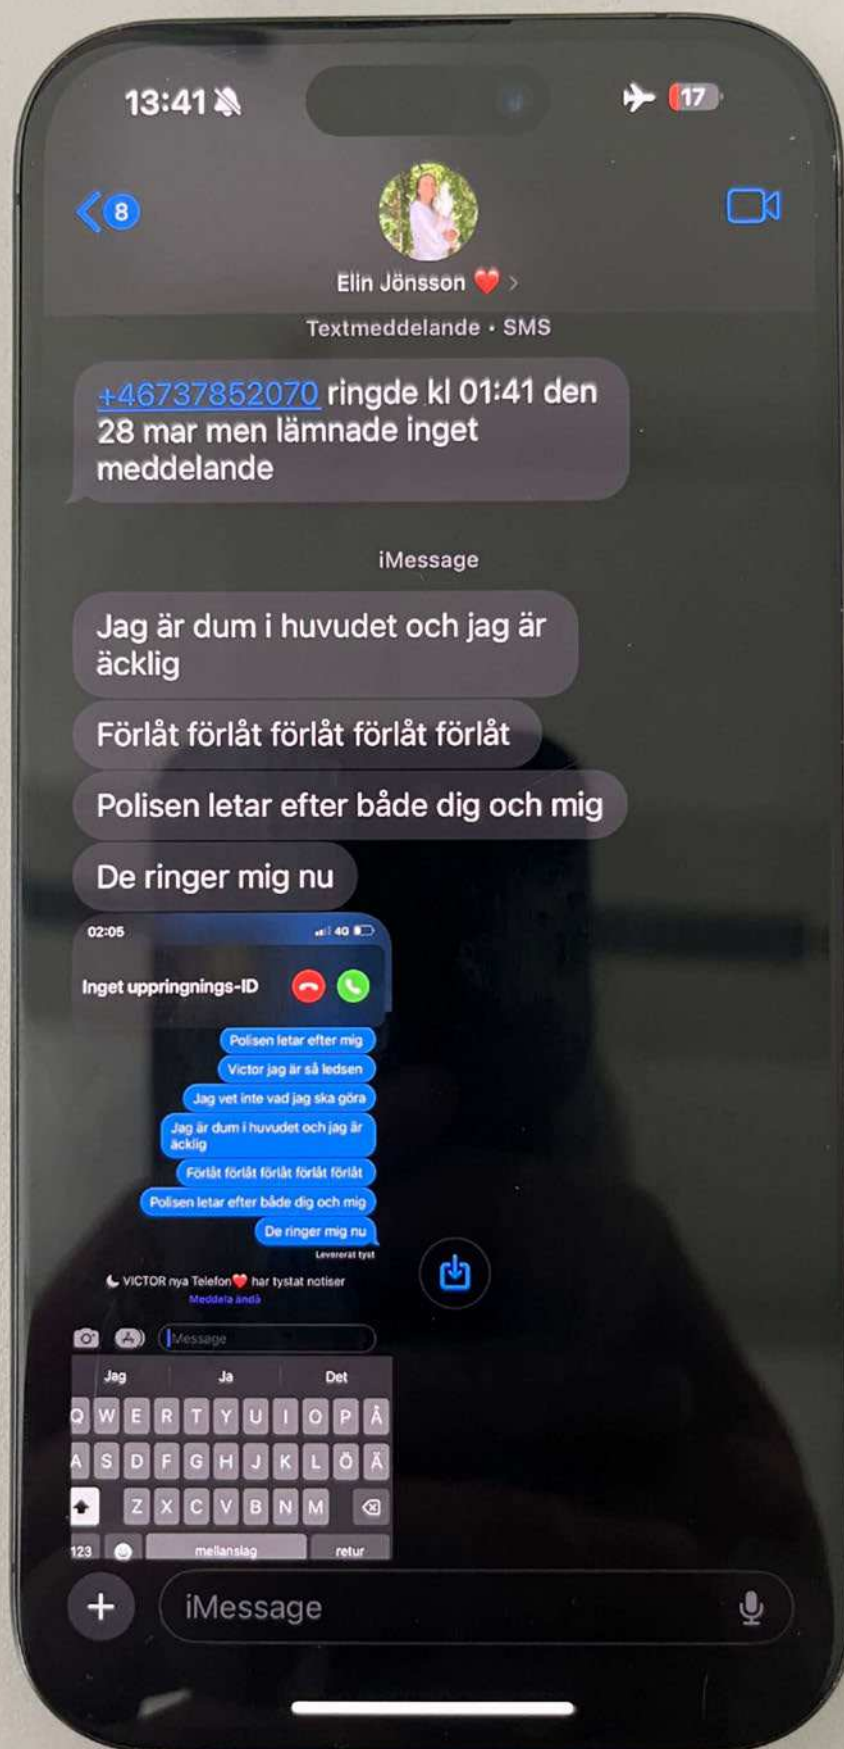 13:41
17
8
Elin Jönsson ❤️ >
Textmeddelande • SMS
+46737852070 ringde kl 01:41 den
28 mar men lämnade inget
meddelande
iMessage
Jag är dum i huvudet och jag är
äcklig
Förlåt förlåt förlåt förlåt förlåt
Polisen letar efter både dig och mig
De ringer mig nu
02:05 4G
Inget uppringnings-ID
Polisen letar efter mig
Victor jag är så ledsen
Jag vet inte vad jag ska göra
Jag är dum i huvudet och jag är
äcklig
Förlåt förlåt förlåt förlåt förlåt
Polisen letar efter både dig och mig
De ringer mig nu
Levererat tyst
VICTOR nya Telefon❤️ har tystat notiser
Meddela ändå
Message
Jag Ja Det
Q W E R T Y U I O P Å
A S D F G H J K L Ö Ä
Z X C V B N M
123 mellanslag retur
+ iMessage